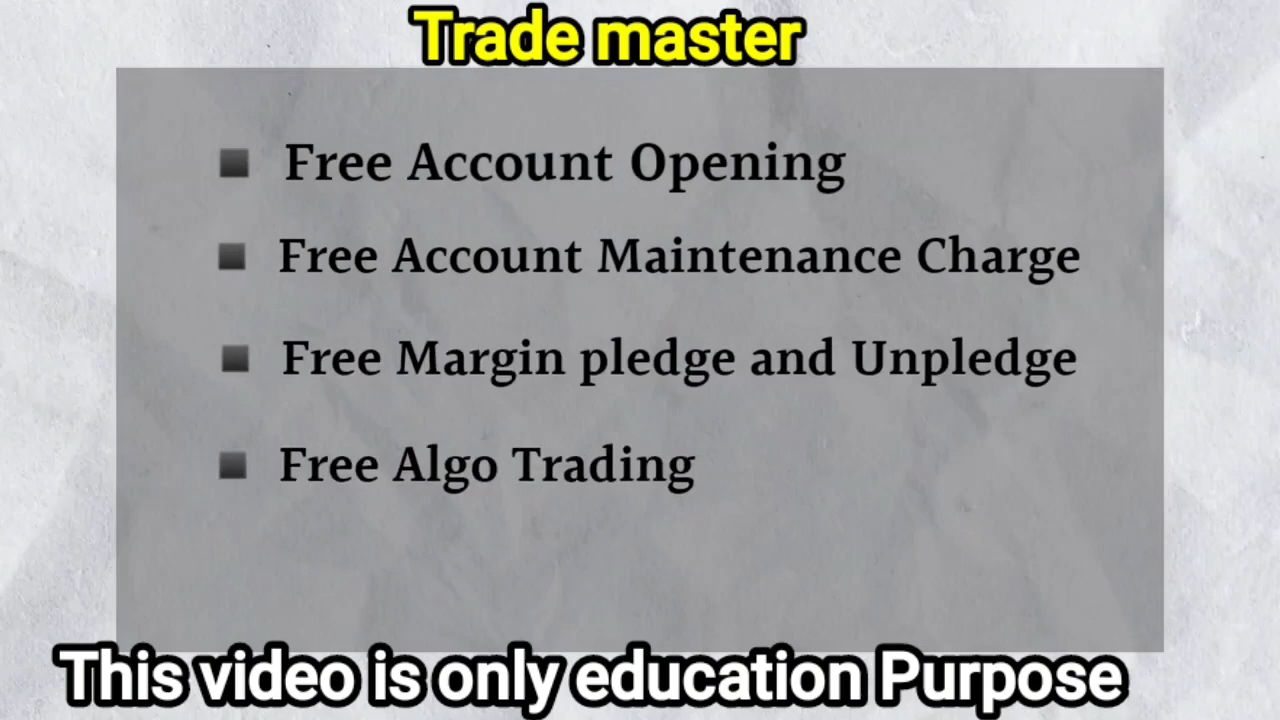 Trade master
Free Account Opening
Free Account Maintenance Charge
Free Margin pledge and Unpledge
Free Algo Trading
This video is only education Purpose